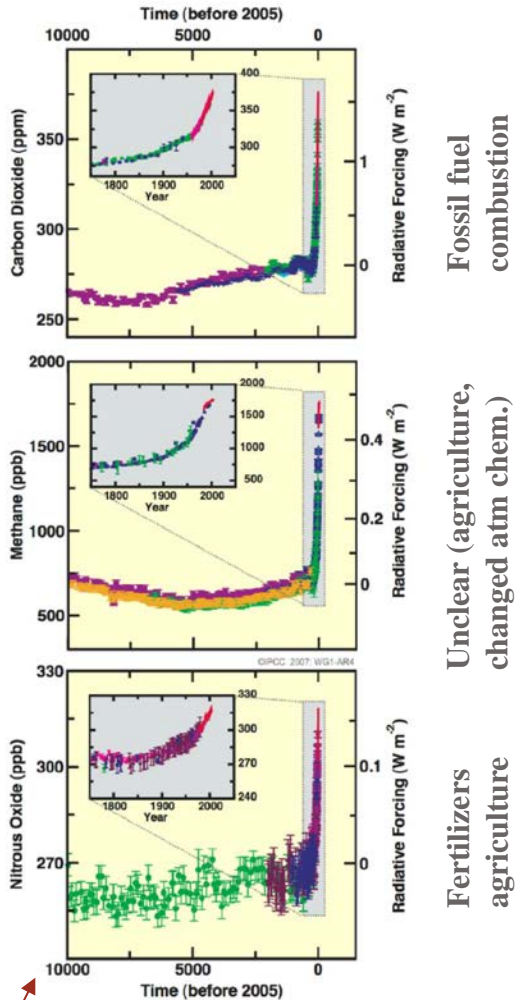 Time (before 2005)
10000 5000 0
Carbon Dioxide (ppm)
350
300
250
400
350
300
1800 1900 2000
Year
1
0
Radiative Forcing (W m-2)
Fossil fuel
combustion
Methane (ppb)
2000
1500
1000
500
2000
1500
1000
500
1800 1900 2000
Year
0.4
0.2
0
Radiative Forcing (W m-2)
Unclear (agriculture,
changed atm chem.)
©IPCC 2007: WG1-AR4
Nitrous Oxide (ppb)
330
300
270
330
300
270
240
1800 1900 2000
Year
0.1
0
Radiative Forcing (W m-2)
Fertilizers
agriculture
10000 5000 0
Time (before 2005)